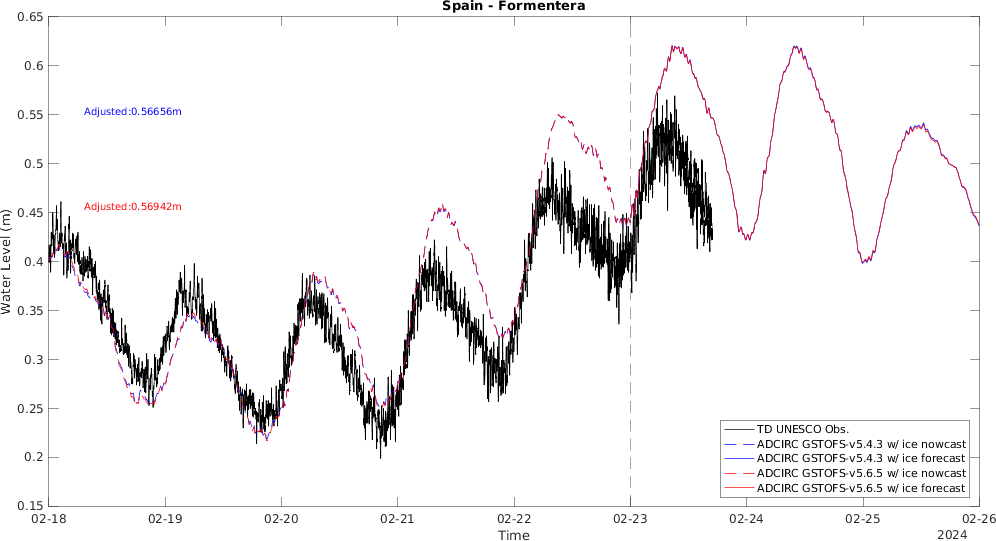 Spain - Formentera
0.65
0.6
0.55
0.5
0.45
0.4
0.35
0.3
0.25
0.2
0.15
Water Level (m)
Adjusted:0.56656m
Adjusted:0.56942m
TD UNESCO Obs.
ADCIRC GSTOFS-v5.4.3 w/ ice nowcast
ADCIRC GSTOFS-v5.4.3 w/ ice forecast
ADCIRC GSTOFS-v5.6.5 w/ ice nowcast
ADCIRC GSTOFS-v5.6.5 w/ ice forecast
02-18 02-19 02-20 02-21 02-22 02-23 02-24 02-25 02-26
Time
2024